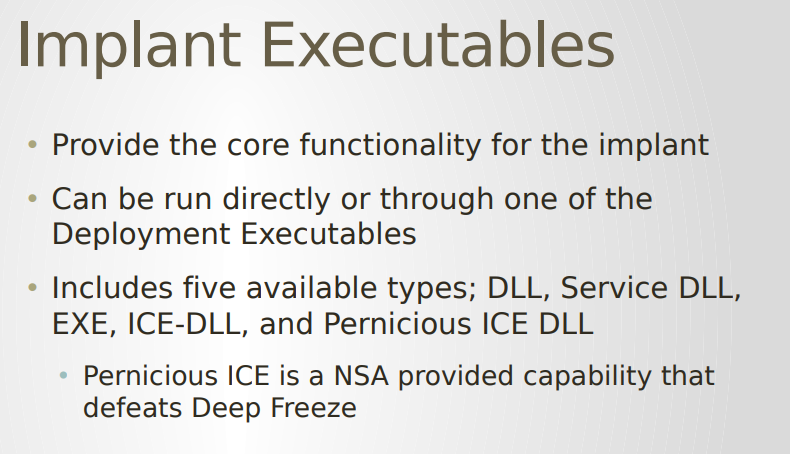 Implant Executables
• Provide the core functionality for the implant
• Can be run directly or through one of the
Deployment Executables
• Includes five available types; DLL, Service DLL,
EXE, ICE-DLL, and Pernicious ICE DLL
• Pernicious ICE is a NSA provided capability that
defeats Deep Freeze